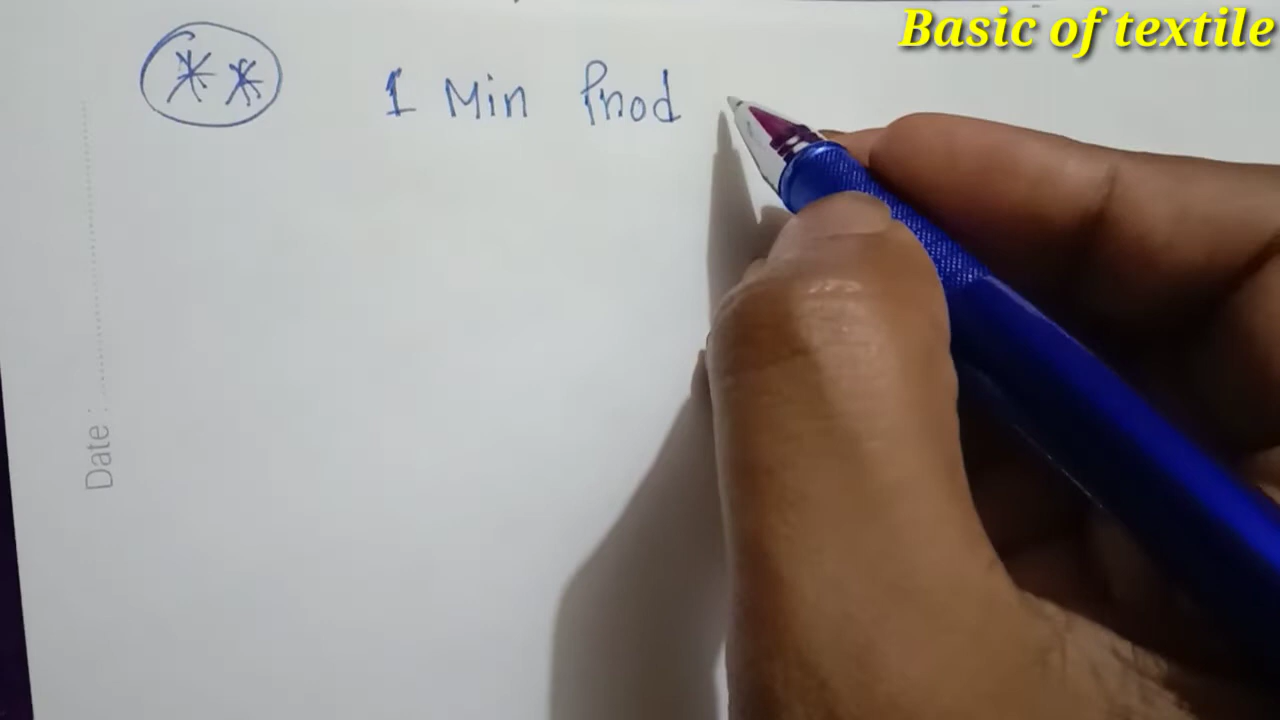 Basic of textile
** 1 Min Prod
Date :